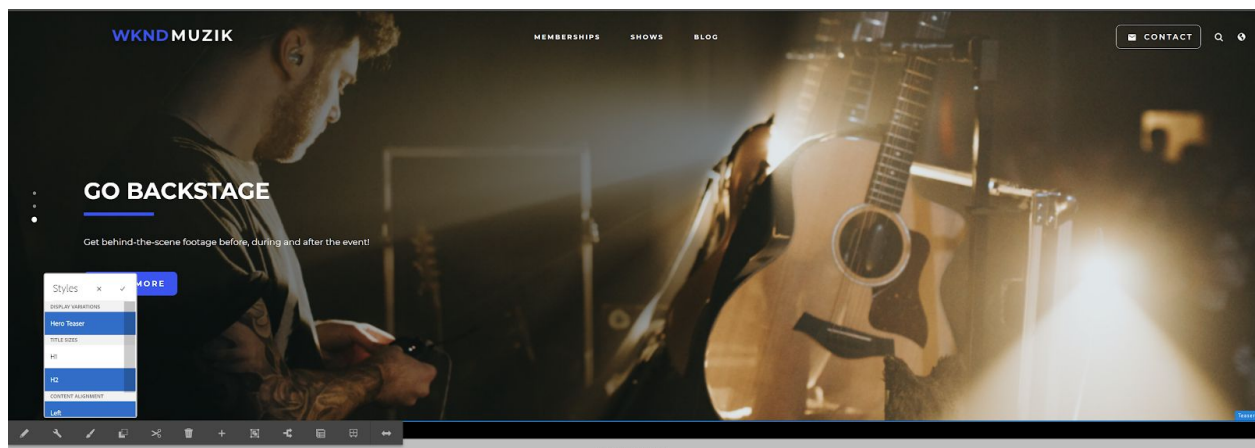 WKNDMUZIK
MEMBERSHIPS
SHOWS
BLOG
CONTACT
GO BACKSTAGE
Get behind-the-scene footage before, during and after the event!
MORE
Styles
DISPLAY VARIATIONS
Hero Teaser
TITLE SIZES
H1
H2
CONTENT ALIGNMENT
Left
Teaser